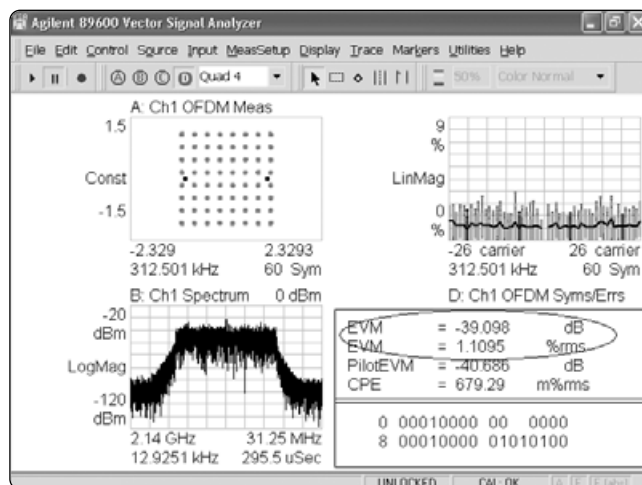 Agilent 89600 Vector Signal Analyzer
File Edit Control Source Input MeasSetup Display Trace Markers Utilities Help
A B C D Quad 4 50% Color Normal
A: Ch1 OFDM Meas
1.5
Const
-1.5
-2.329 2.3293
312.501 kHz 60 Sym
9
%
LinMag
0
%
-26 carrier 26 carrier
312.501 kHz 60 Sym
B: Ch1 Spectrum 0 dBm
-20
dBm
LogMag
-120
dBm
2.14 GHz 31.25 MHz
12.9251 kHz 295.5 uSec
D: Ch1 OFDM Syms/Errs
EVM = -39.098 dB
EVM = 1.1095 %rms
PilotEVM = -40.686 dB
CPE = 679.29 m%rms
0 00010000 00 0000
8 00010000 01010100
UNLOCKED CAL: OK